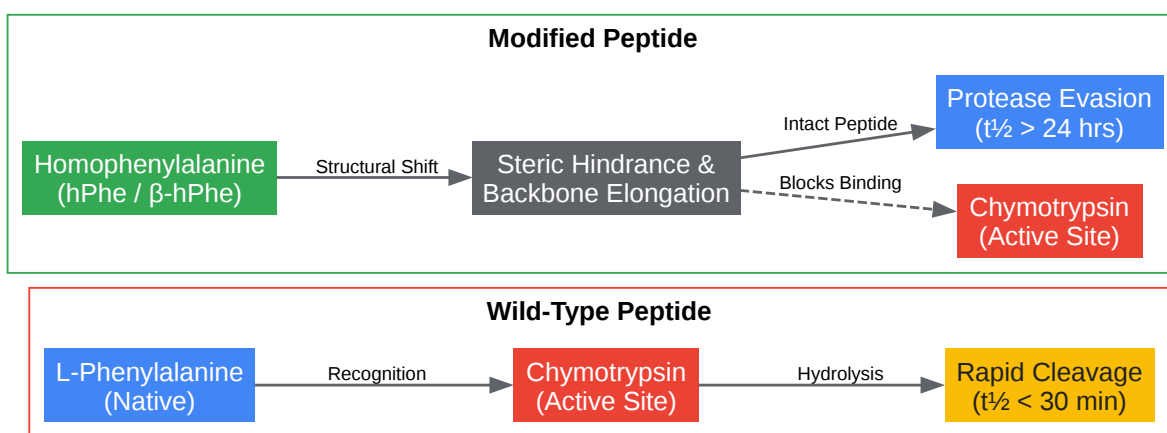 Modified Peptide
Homophenylalanine
(hPhe / β-hPhe)
Structural Shift
Steric Hindrance &
Backbone Elongation
Intact Peptide
Protease Evasion
(t½ > 24 hrs)
Blocks Binding
Chymotrypsin
(Active Site)
Wild-Type Peptide
L-Phenylalanine
(Native)
Recognition
Chymotrypsin
(Active Site)
Hydrolysis
Rapid Cleavage
(t½ < 30 min)